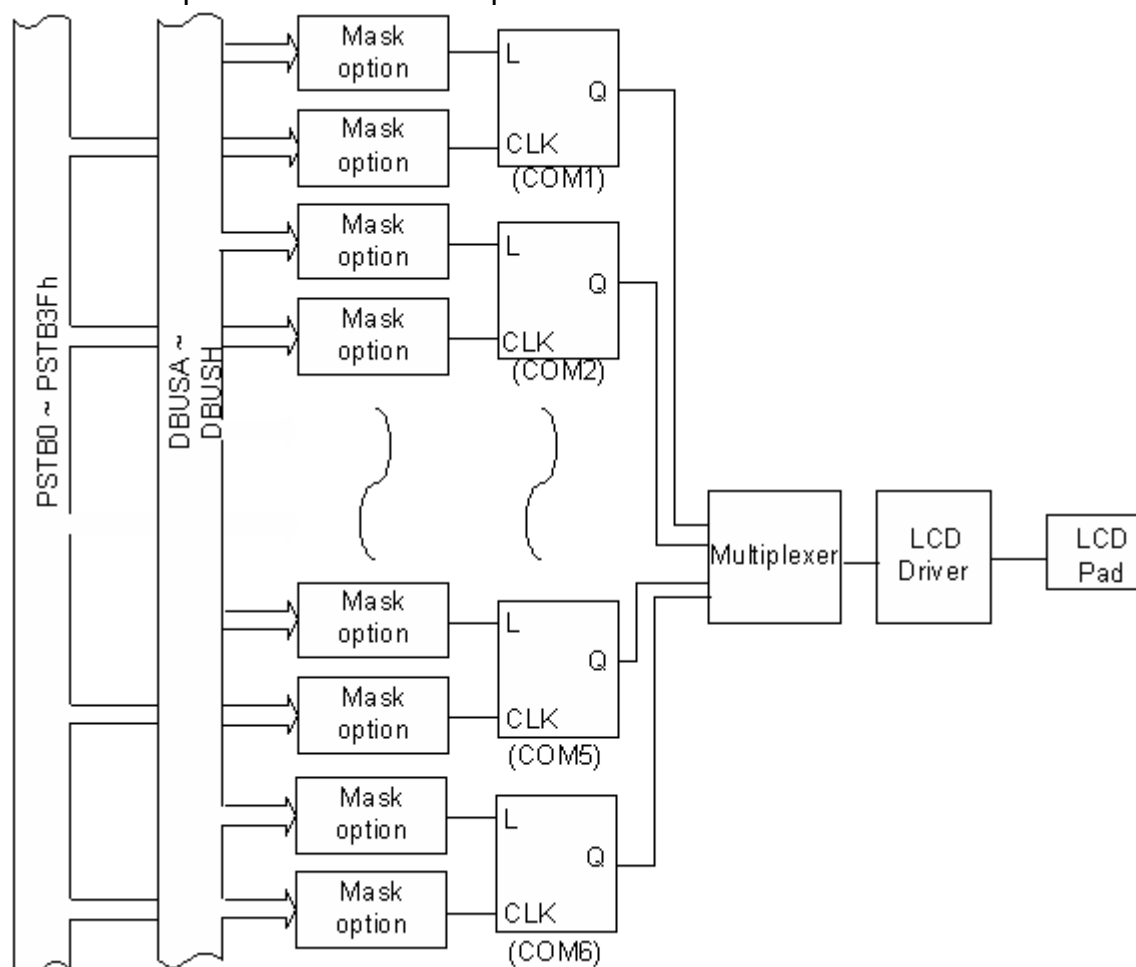 Mask
option
L
Q
Mask
option
CLK
(COM1)
Mask
option
L
Q
Mask
option
CLK
(COM2)
PSTB0 ~ PSTB3Fh
DBUSA ~
DBUSH
Multiplexer
LCD
Driver
LCD
Pad
Mask
option
L
Q
Mask
option
CLK
(COM5)
Mask
option
L
Q
Mask
option
CLK
(COM6)